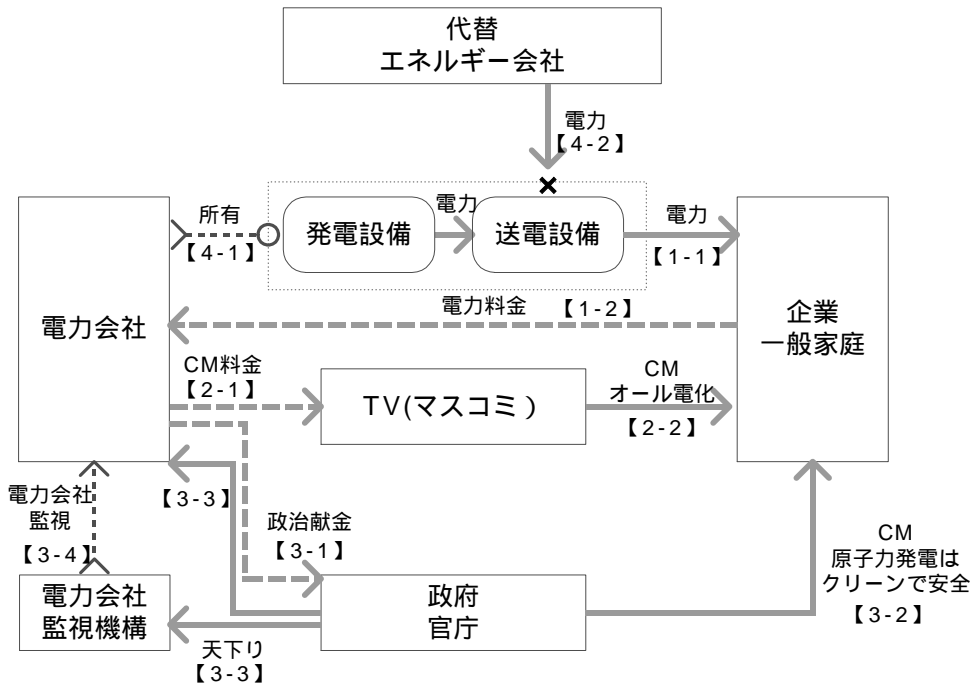 代替
エネルギー会社
電力
【4-2】
所有
【4-1】
発電設備
電力
送電設備
電力
【1-1】
電力会社
電力料金
【1-2】
企業
一般家庭
CM料金
【2-1】
TV(マスコミ)
CM
オール電化
【2-2】
【3-3】
政治献金
【3-1】
電力会社
監視
【3-4】
CM
原子力発電は
クリーンで安全
【3-2】
電力会社
監視機構
政府
官庁
天下り
【3-3】